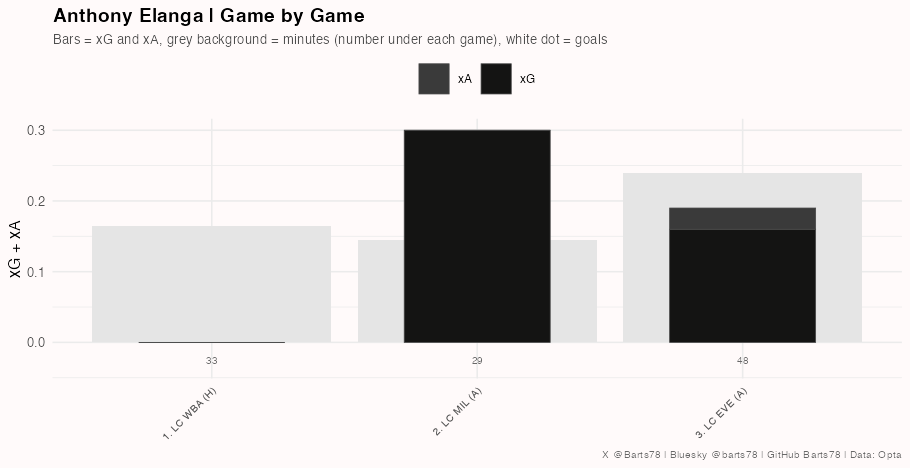 Anthony Elanga | Game by Game
Bars = xG and xA, grey background = minutes (number under each game), white dot = goals
xA xG
xG + xA
0.3
0.2
0.1
0.0
33 29 48
1. LC WBA (H) 2. LC MIL (A) 3. LC EVE (A)
X @Barts78 | Bluesky @barts78 | GitHub Barts78 | Data: Opta